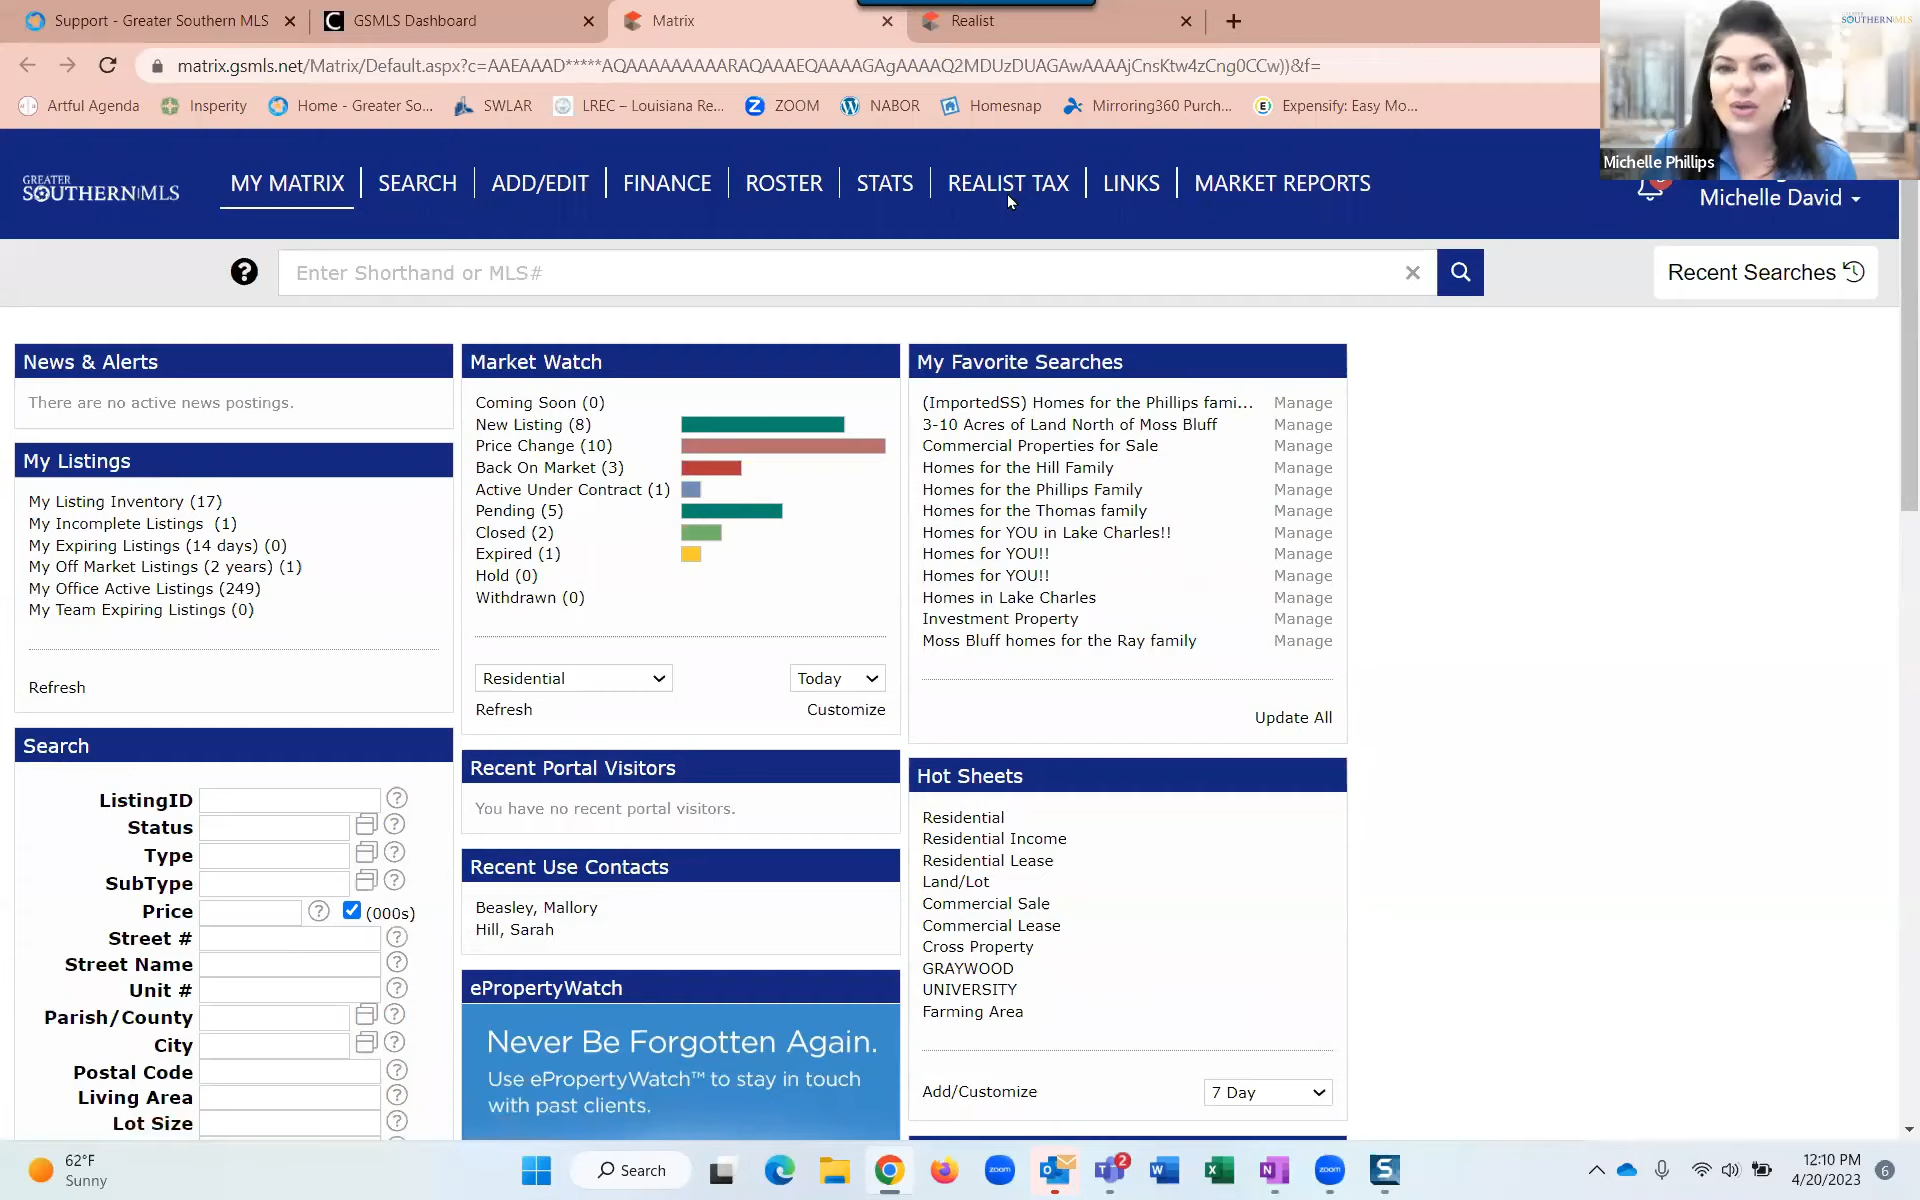 Support - Greater Southern MLS
GSMLS Dashboard
Matrix
Realist
matrix.gsmls.net/Matrix/Default.aspx?c=AAEAAAD*****AQAAAAAAAAARAQAAAEQAAAAGAgAAAAQ2MDUzDUAGAwAAAAjCnsKtw4zCng0CCw))&f=
Artful Agenda
Insperity
Home - Greater So...
SWLAR
LREC – Louisiana Re...
ZOOM
NABOR
Homesnap
Mirroring360 Purch...
Expensify: Easy Mo...
SOUTHERN MLS
Michelle Phillips
GREATER
SOUTHERN MLS
MY MATRIX
SEARCH
ADD/EDIT
FINANCE
ROSTER
STATS
REALIST TAX
LINKS
MARKET REPORTS
Michelle David
Enter Shorthand or MLS#
Recent Searches
News & Alerts
There are no active news postings.
My Listings
My Listing Inventory (17)
My Incomplete Listings (1)
My Expiring Listings (14 days) (0)
My Off Market Listings (2 years) (1)
My Office Active Listings (249)
My Team Expiring Listings (0)
Refresh
Search
ListingID
Status
Type
SubType
Price
(000s)
Street #
Street Name
Unit #
Parish/County
City
Postal Code
Living Area
Lot Size
Market Watch
Coming Soon (0)
New Listing (8)
Price Change (10)
Back On Market (3)
Active Under Contract (1)
Pending (5)
Closed (2)
Expired (1)
Hold (0)
Withdrawn (0)
Residential
Today
Refresh
Customize
Recent Portal Visitors
You have no recent portal visitors.
Recent Use Contacts
Beasley, Mallory
Hill, Sarah
ePropertyWatch
Never Be Forgotten Again.
Use ePropertyWatch™ to stay in touch
with past clients.
My Favorite Searches
(ImportedSS) Homes for the Phillips fami... Manage
3-10 Acres of Land North of Moss Bluff Manage
Commercial Properties for Sale Manage
Homes for the Hill Family Manage
Homes for the Phillips Family Manage
Homes for the Thomas family Manage
Homes for YOU in Lake Charles!! Manage
Homes for YOU!! Manage
Homes for YOU!! Manage
Homes in Lake Charles Manage
Investment Property Manage
Moss Bluff homes for the Ray family Manage
Update All
Hot Sheets
Residential
Residential Income
Residential Lease
Land/Lot
Commercial Sale
Commercial Lease
Cross Property
GRAYWOOD
UNIVERSITY
Farming Area
Add/Customize
7 Day
62°F
Sunny
Search
zoom
2
zoom
12:10 PM
4/20/2023
6